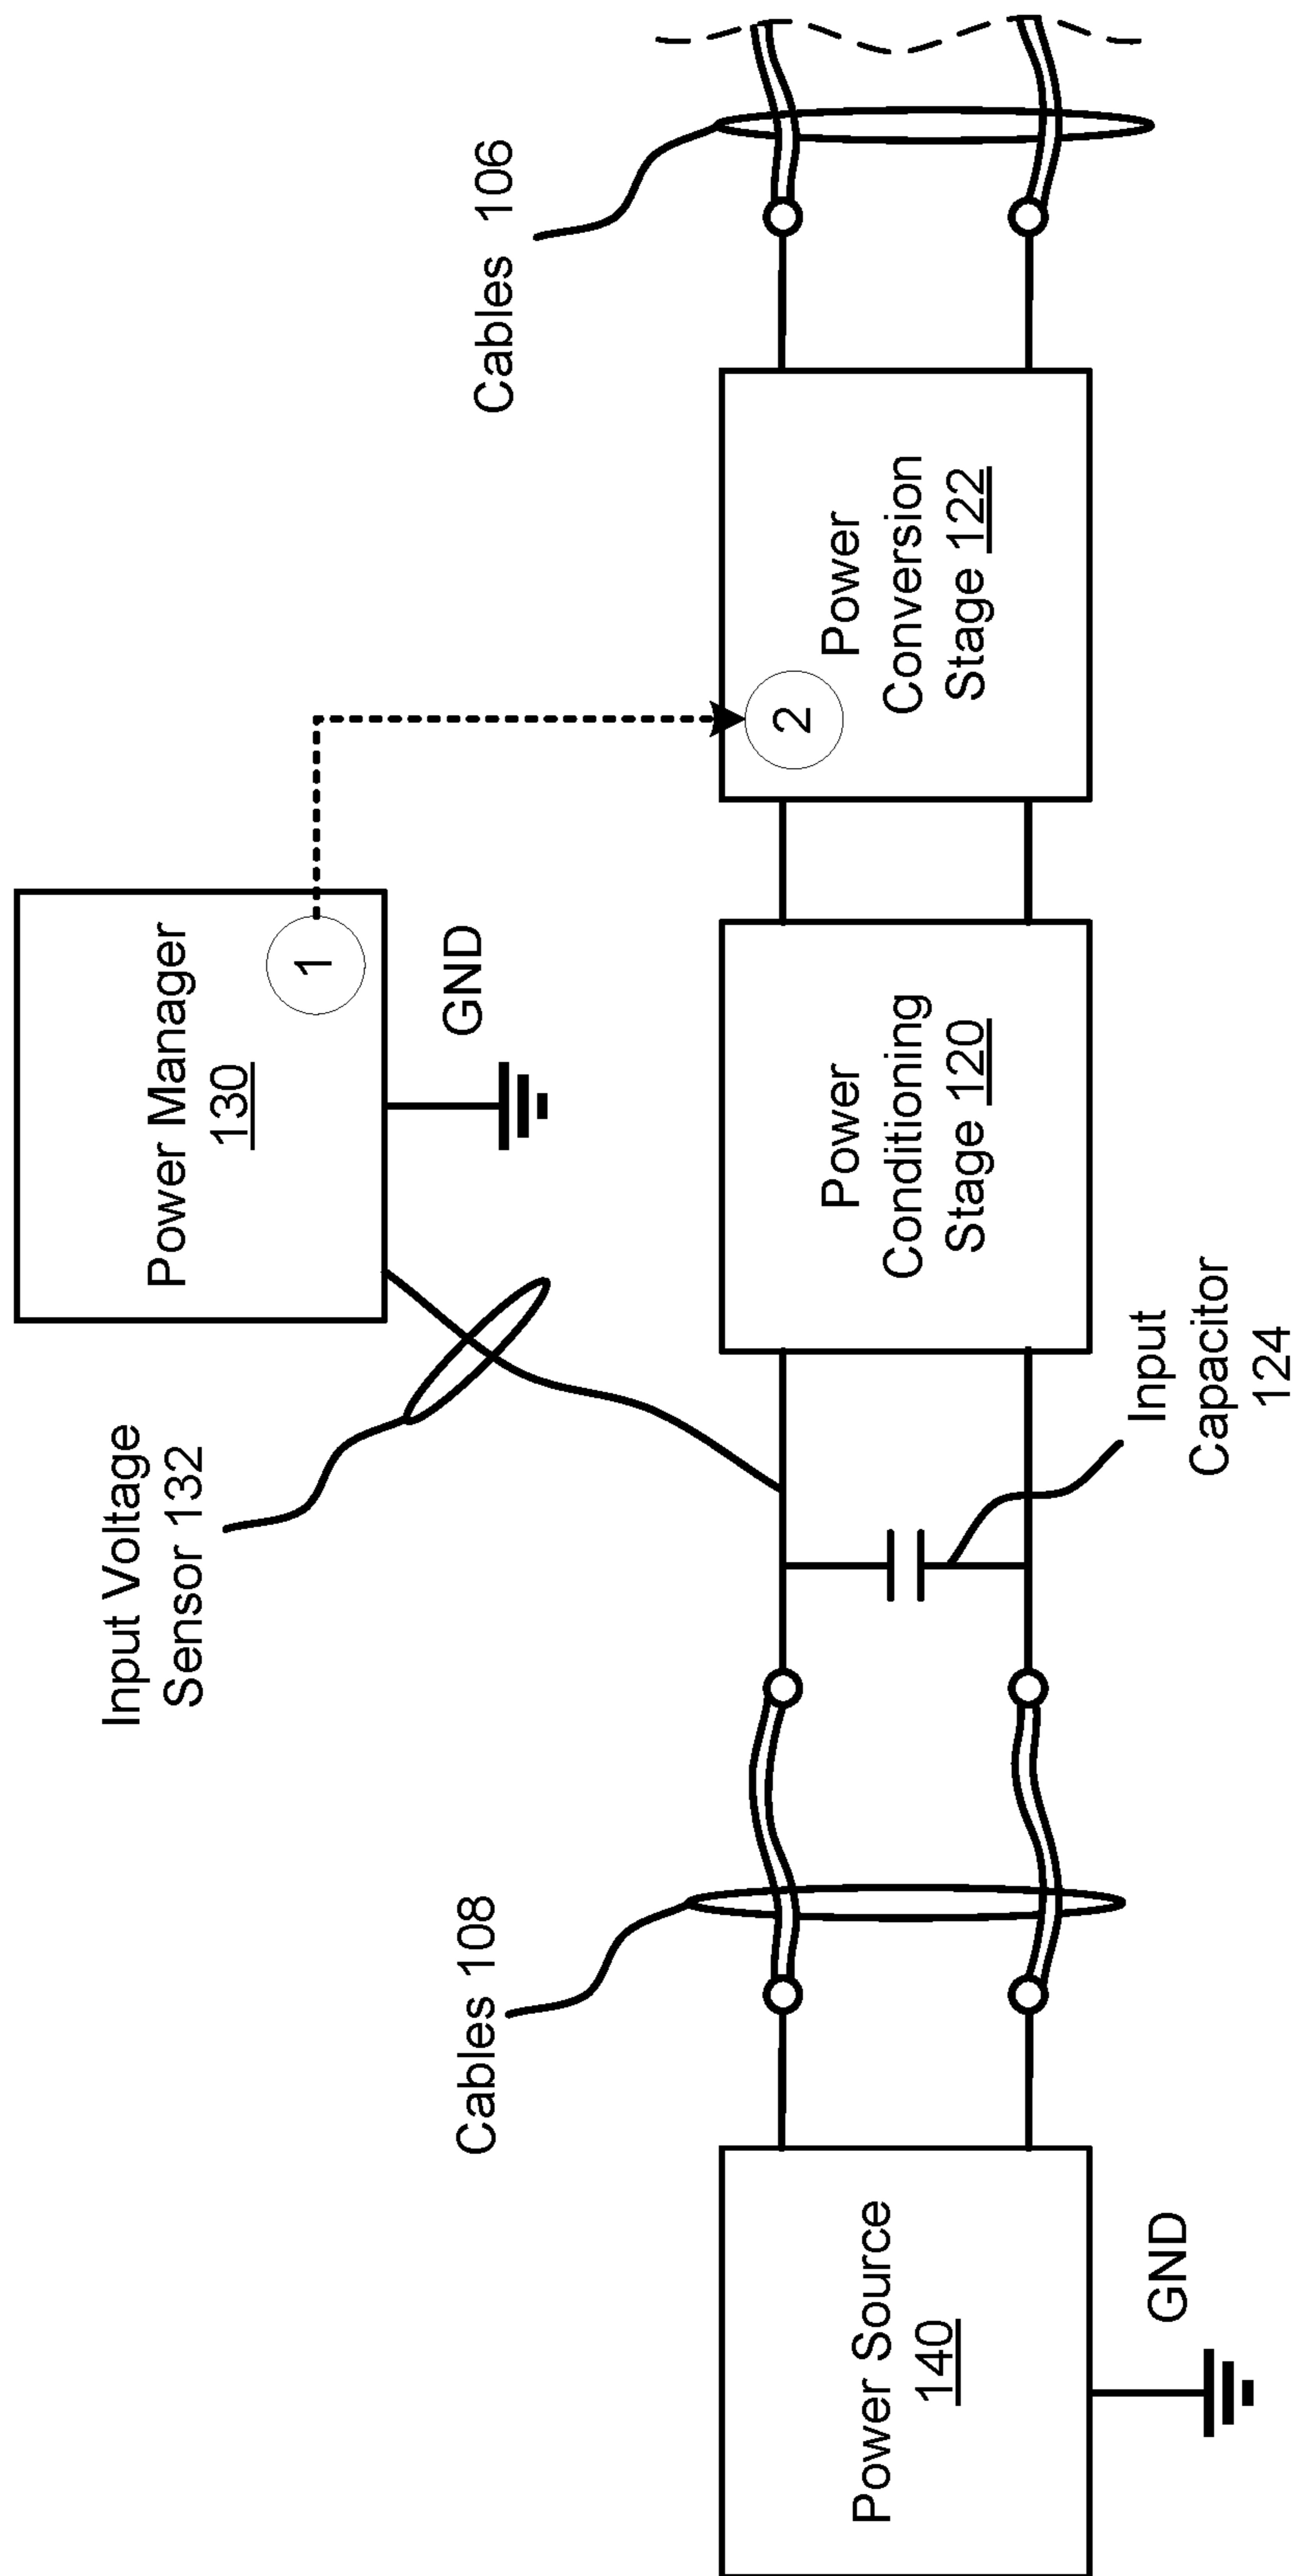 Power Manager
130
1
Input Voltage
Sensor 132
GND
Cables 108
Cables 106
Power Source
140
GND
Input
Capacitor
124
Power
Conditioning
Stage 120
2
Power
Conversion
Stage 122